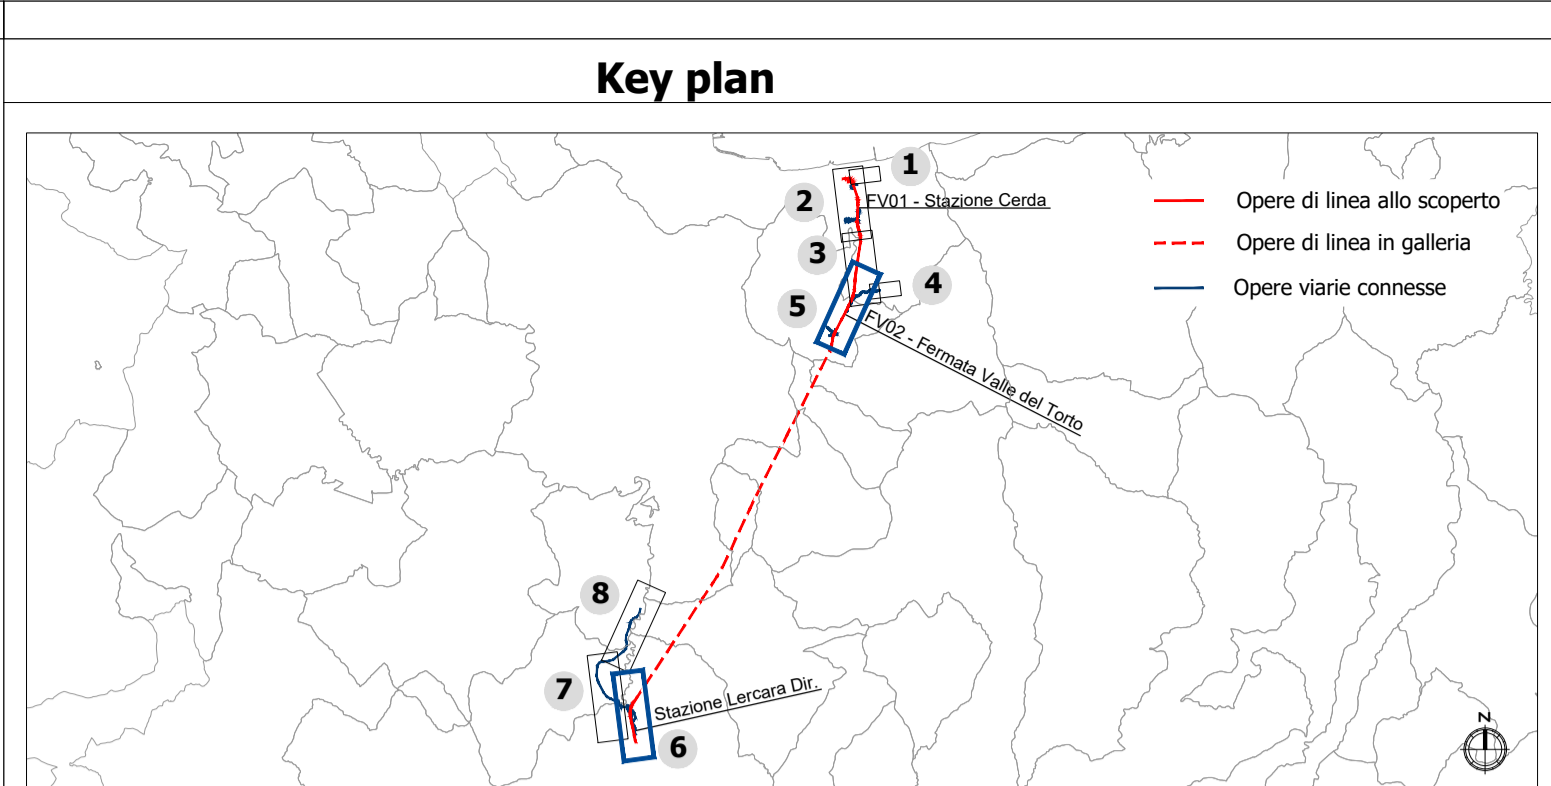 Key plan
1
2
FV01 - Stazione Cerda
Opere di linea allo scoperto
Opere di linea in galleria
3
4
Opere viarie connesse
5
FV02 - Fermata Valle del Torto
8
7
Stazione Lercara Dir.
6
N